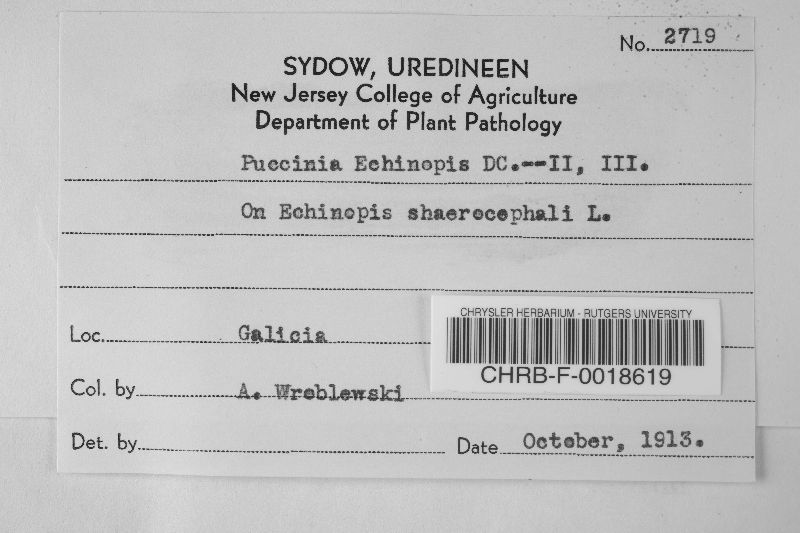 No. 2719
SYDOW, UREDINEEN
New Jersey College of Agriculture
Department of Plant Pathology
Puccinia Echinopis DC.--II, III.
On Echinopis shaerocephali L.
Loc. Galicia
CHRYSLER HERBARIUM - RUTGERS UNIVERSITY
CHRB-F-0018619
Col. by A. Wroblewski
Det. by
Date October, 1913.